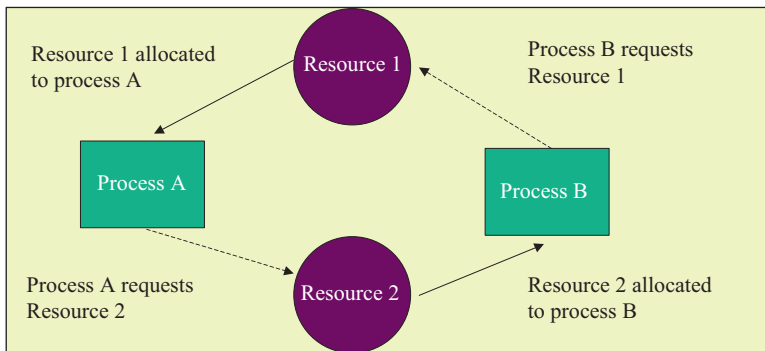 Resource 1 allocated
to process A
Resource 1
Process B requests
Resource 1
Process A
Process B
Process A requests
Resource 2
Resource 2
Resource 2 allocated
to process B